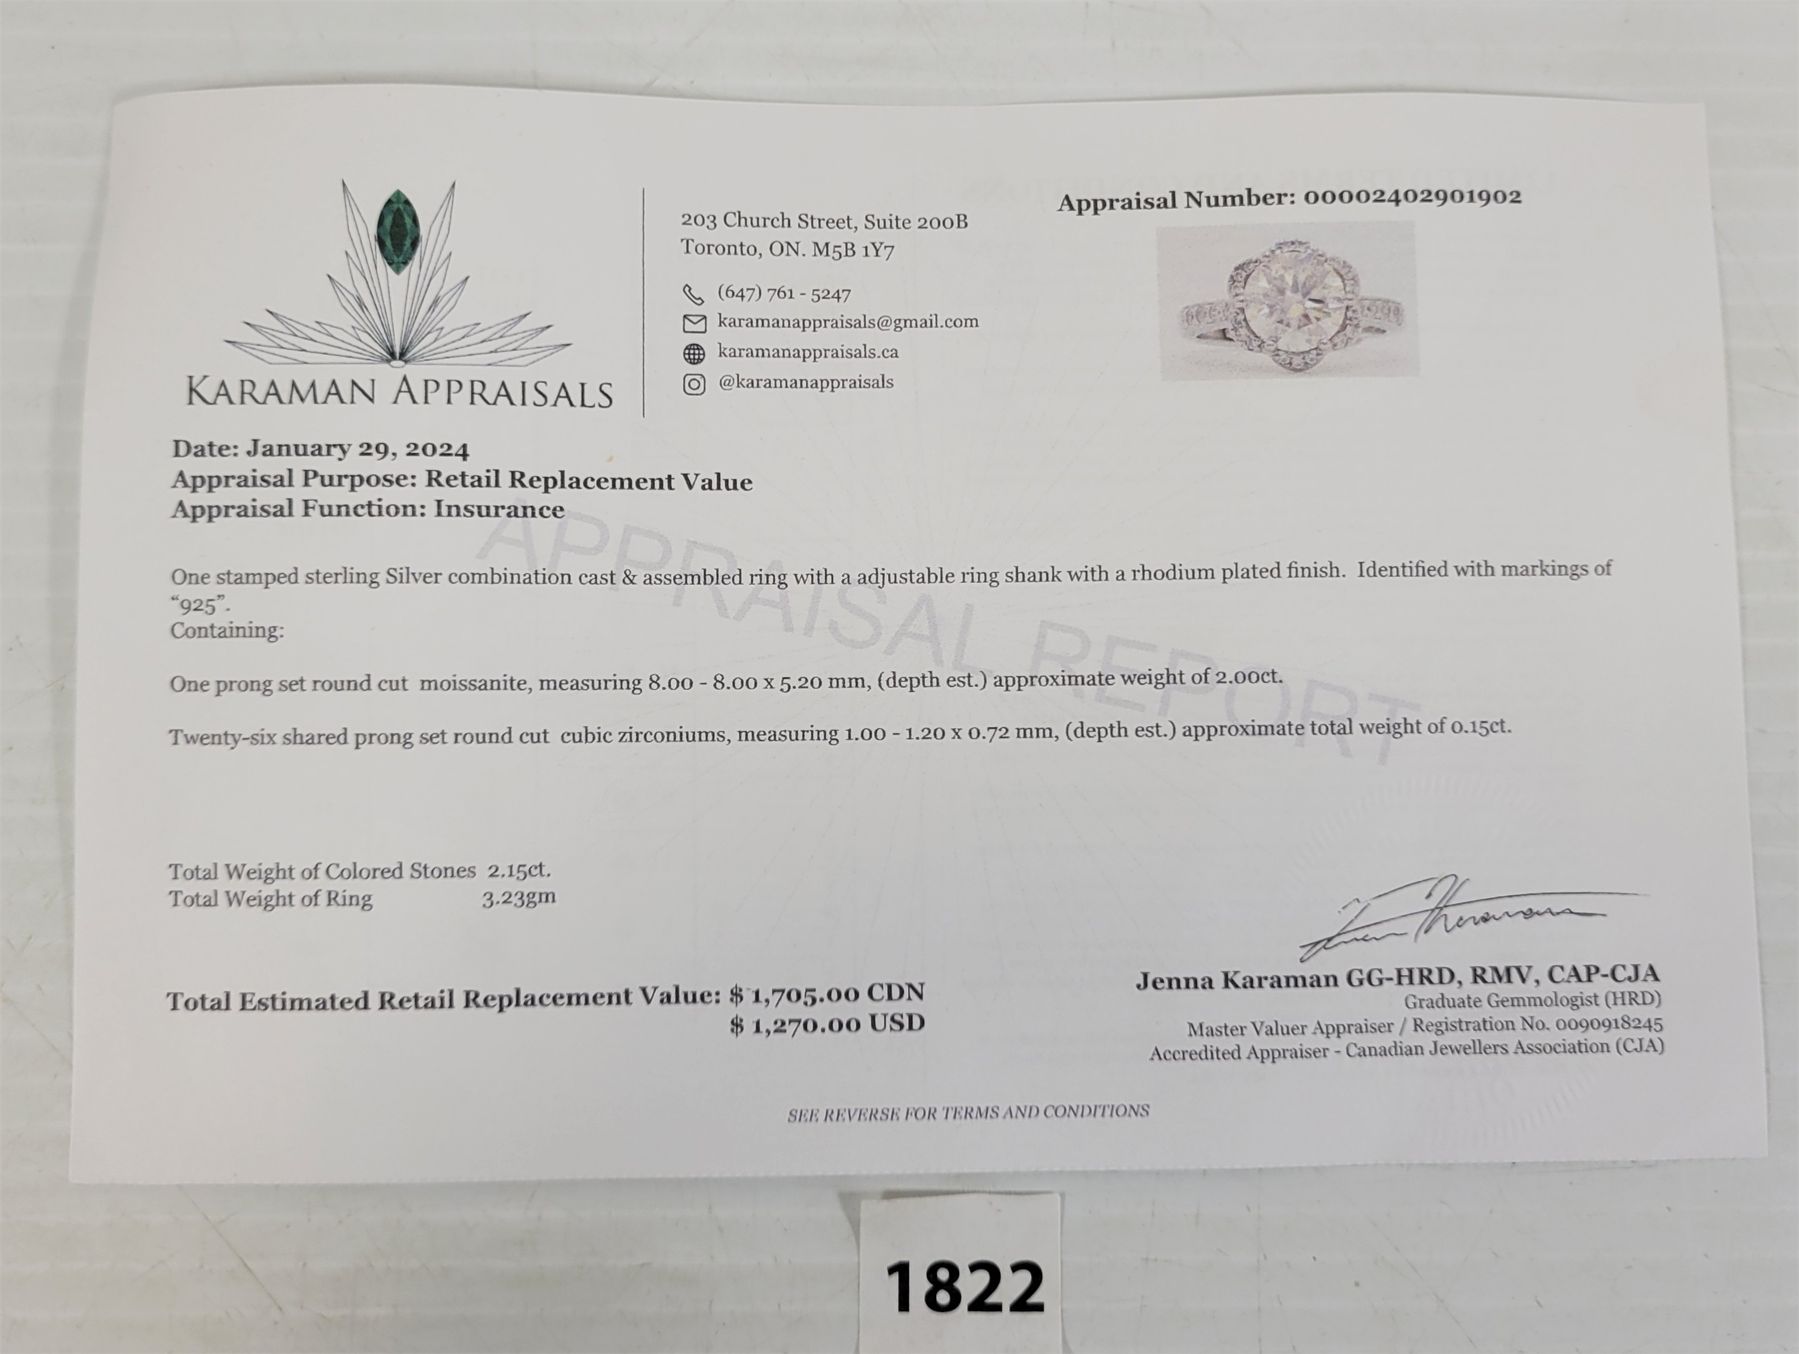 KARAMAN APPRAISALS
203 Church Street, Suite 200B
Toronto, ON. M5B 1Y7
(647) 761 - 5247
karamanappraisals@gmail.com
karamanappraisals.ca
@karamanappraisals
Appraisal Number: 00002402901902
Date: January 29, 2024
Appraisal Purpose: Retail Replacement Value
Appraisal Function: Insurance
APPRAISAL REPORT
One stamped sterling Silver combination cast & assembled ring with a adjustable ring shank with a rhodium plated finish. Identified with markings of
“925”.
Containing:
One prong set round cut moissanite, measuring 8.00 - 8.00 x 5.20 mm, (depth est.) approximate weight of 2.00ct.
Twenty-six shared prong set round cut cubic zirconiums, measuring 1.00 - 1.20 x 0.72 mm, (depth est.) approximate total weight of 0.15ct.
Total Weight of Colored Stones 2.15ct.
Total Weight of Ring 3.23gm
Total Estimated Retail Replacement Value: $ 1,705.00 CDN
$ 1,270.00 USD
Jenna Karaman GG-HRD, RMV, CAP-CJA
Graduate Gemmologist (HRD)
Master Valuer Appraiser / Registration No. 0090918245
Accredited Appraiser - Canadian Jewellers Association (CJA)
SEE REVERSE FOR TERMS AND CONDITIONS
1822